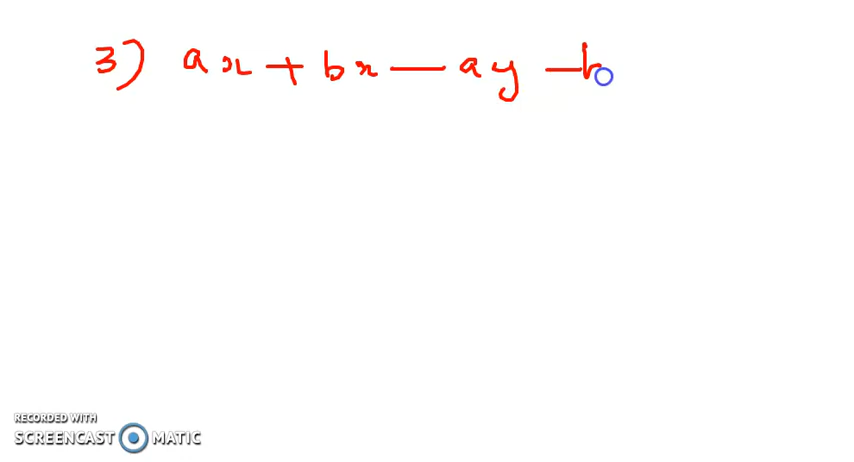 3) ax + bx — ay — b
RECORDED WITH
SCREENCAST MATIC